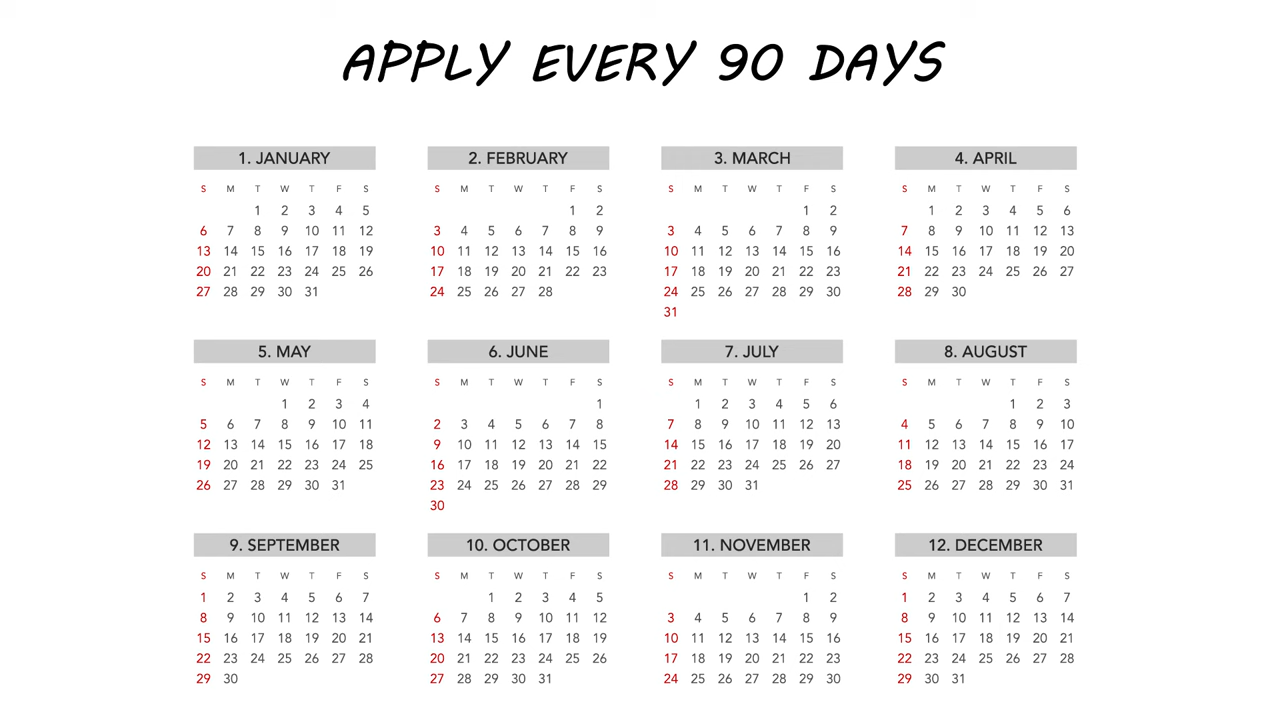 APPLY EVERY 90 DAYS
1. JANUARY
S M T W T F S
1 2 3 4 5
6 7 8 9 10 11 12
13 14 15 16 17 18 19
20 21 22 23 24 25 26
27 28 29 30 31
2. FEBRUARY
S M T W T F S
1 2
3 4 5 6 7 8 9
10 11 12 13 14 15 16
17 18 19 20 21 22 23
24 25 26 27 28
3. MARCH
S M T W T F S
1 2
3 4 5 6 7 8 9
10 11 12 13 14 15 16
17 18 19 20 21 22 23
24 25 26 27 28 29 30
31
4. APRIL
S M T W T F S
1 2 3 4 5 6
7 8 9 10 11 12 13
14 15 16 17 18 19 20
21 22 23 24 25 26 27
28 29 30
5. MAY
S M T W T F S
1 2 3 4
5 6 7 8 9 10 11
12 13 14 15 16 17 18
19 20 21 22 23 24 25
26 27 28 29 30 31
6. JUNE
S M T W T F S
1
2 3 4 5 6 7 8
9 10 11 12 13 14 15
16 17 18 19 20 21 22
23 24 25 26 27 28 29
30
7. JULY
S M T W T F S
1 2 3 4 5 6
7 8 9 10 11 12 13
14 15 16 17 18 19 20
21 22 23 24 25 26 27
28 29 30 31
8. AUGUST
S M T W T F S
1 2 3
4 5 6 7 8 9 10
11 12 13 14 15 16 17
18 19 20 21 22 23 24
25 26 27 28 29 30 31
9. SEPTEMBER
S M T W T F S
1 2 3 4 5 6 7
8 9 10 11 12 13 14
15 16 17 18 19 20 21
22 23 24 25 26 27 28
29 30
10. OCTOBER
S M T W T F S
1 2 3 4 5
6 7 8 9 10 11 12
13 14 15 16 17 18 19
20 21 22 23 24 25 26
27 28 29 30 31
11. NOVEMBER
S M T W T F S
1 2
3 4 5 6 7 8 9
10 11 12 13 14 15 16
17 18 19 20 21 22 23
24 25 26 27 28 29 30
12. DECEMBER
S M T W T F S
1 2 3 4 5 6 7
8 9 10 11 12 13 14
15 16 17 18 19 20 21
22 23 24 25 26 27 28
29 30 31